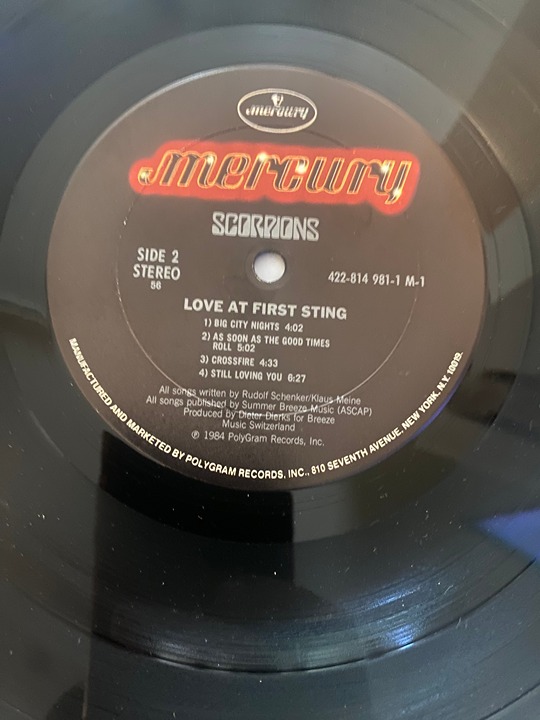 mercury
mercury
SCORPIONS
SIDE 2
STEREO
56
422-814 981-1 M-1
LOVE AT FIRST STING
1) BIG CITY NIGHTS 4:02
2) AS SOON AS THE GOOD TIMES
ROLL 5:02
3) CROSSFIRE 4:33
4) STILL LOVING YOU 6:27
All songs written by Rudolf Schenker/Klaus Meine
All songs published by Summer Breeze Music (ASCAP)
Produced by Dieter Dierks for Breeze
Music Switzerland
℗ 1984 PolyGram Records, Inc.
MANUFACTURED AND MARKETED BY POLYGRAM RECORDS, INC., 810 SEVENTH AVENUE, NEW YORK, N.Y. 10019.